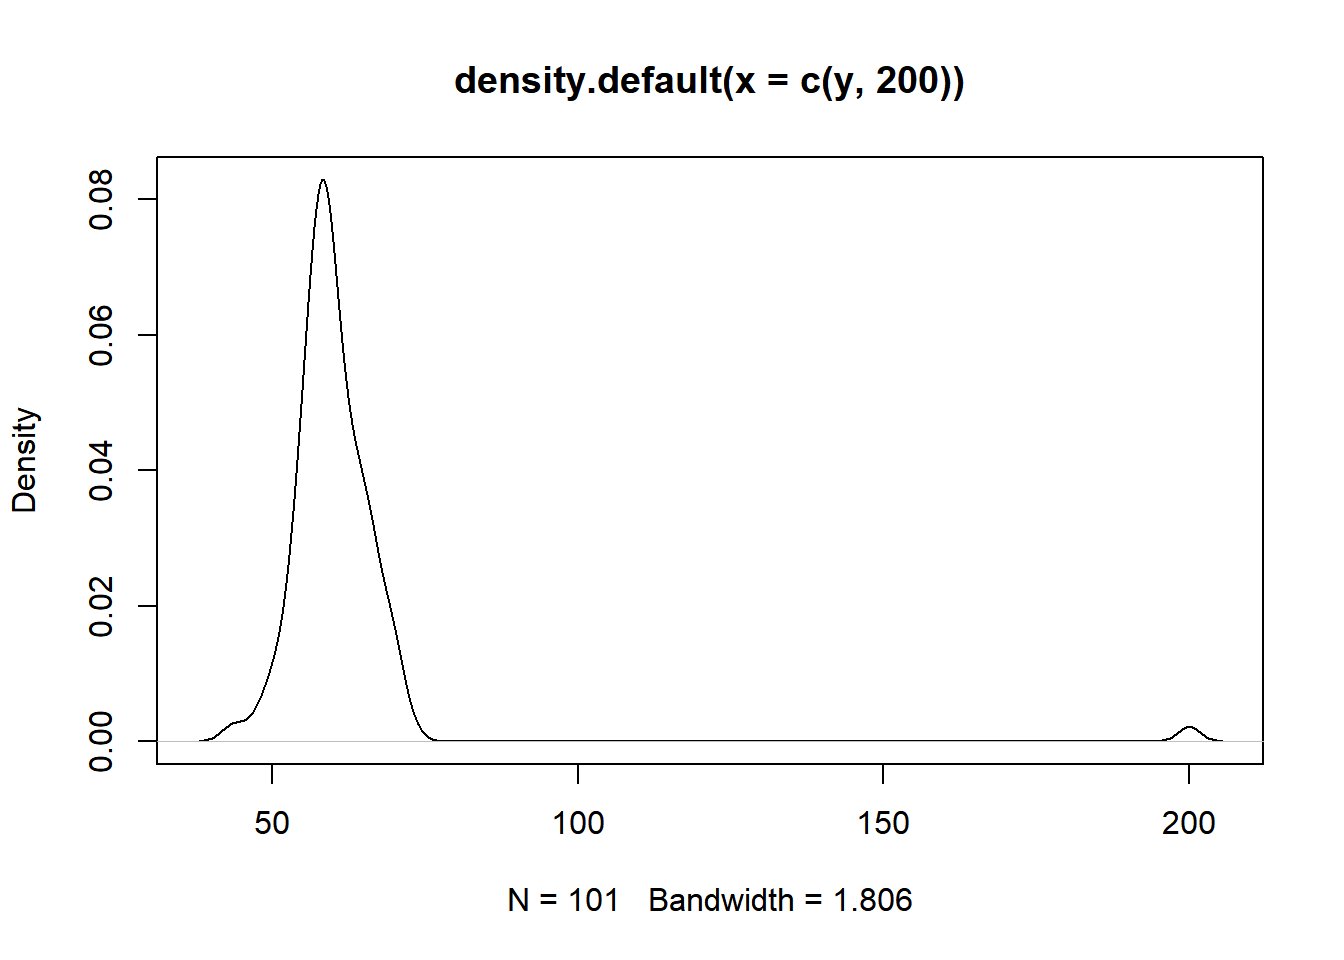 density.default(x = c(y, 200))
Density
0.08
0.06
0.04
0.02
0.00
50 100 150 200
N = 101 Bandwidth = 1.806